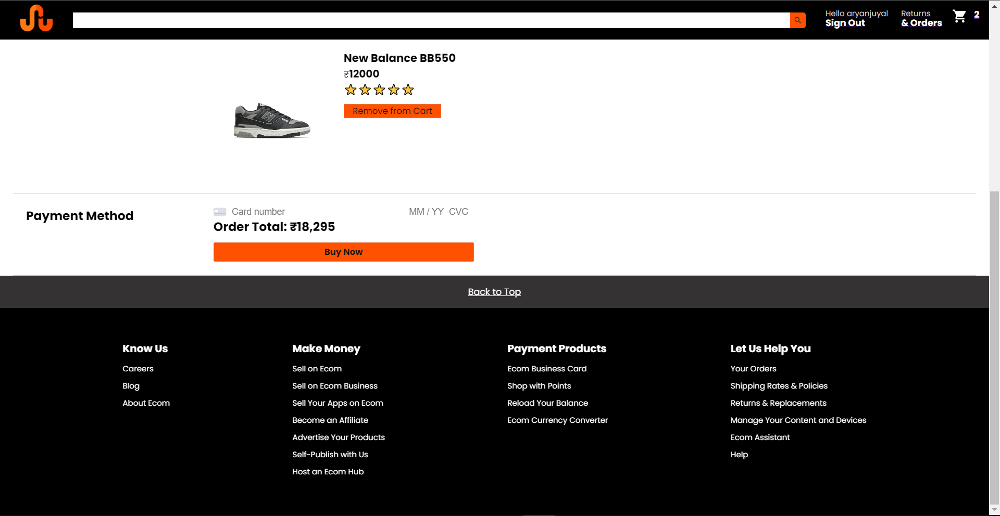 Hello aryanjuyal
Sign Out
Returns
& Orders
2
New Balance BB550
₹12000
Remove from Cart
Payment Method
Card number
MM / YY CVC
Order Total: ₹18,295
Buy Now
Back to Top
Know Us
Careers
Blog
About Ecom
Make Money
Sell on Ecom
Sell on Ecom Business
Sell Your Apps on Ecom
Become an Affiliate
Advertise Your Products
Self-Publish with Us
Host an Ecom Hub
Payment Products
Ecom Business Card
Shop with Points
Reload Your Balance
Ecom Currency Converter
Let Us Help You
Your Orders
Shipping Rates & Policies
Returns & Replacements
Manage Your Content and Devices
Ecom Assistant
Help